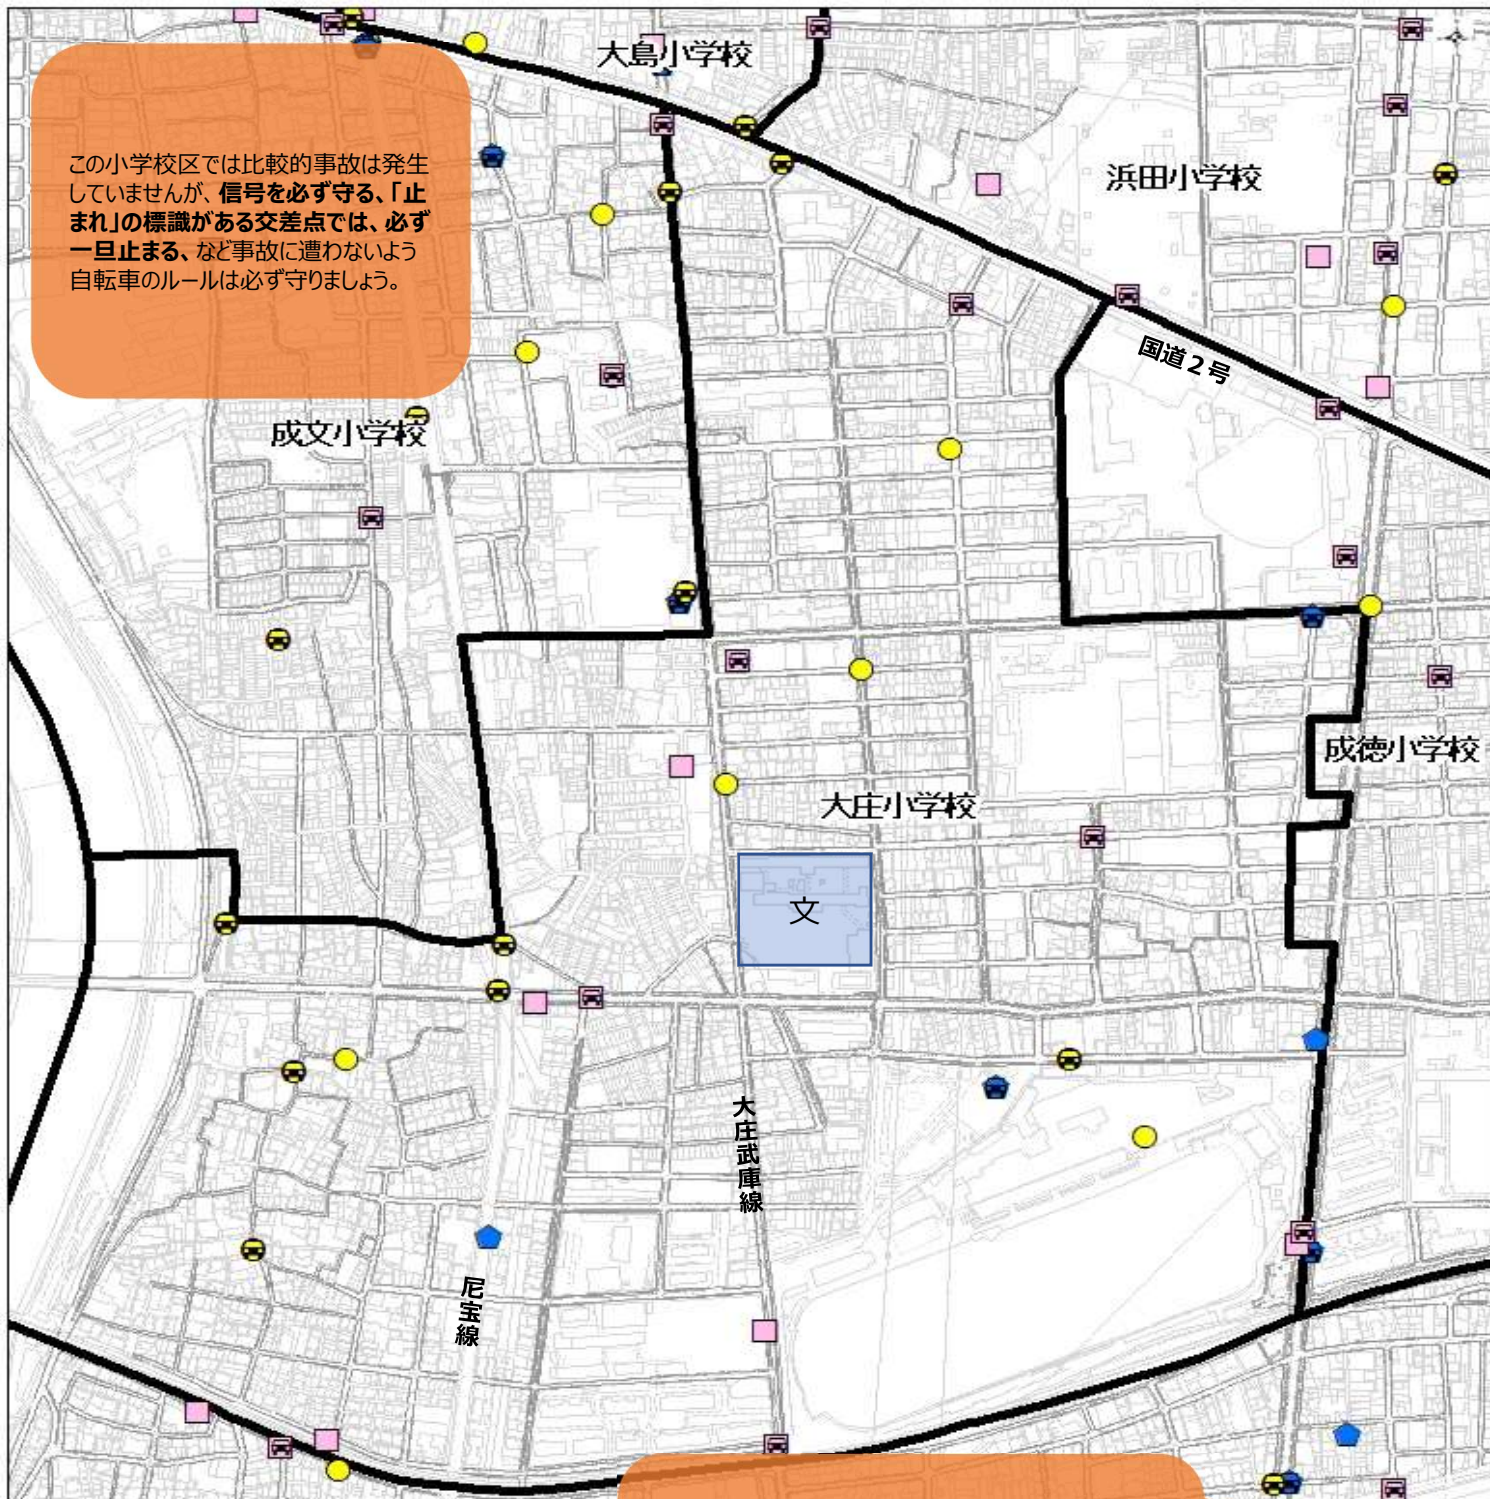 大島小学校
浜田小学校
この小学校区では比較的事故は発生
していませんが、信号を必ず守る、「止
まれ」の標識がある交差点では、必ず
一旦止まる、など事故に遭わないよう
自転車のルールは必ず守りましょう。
国道２号
成文小学校
成徳小学校
大庄小学校
文
大庄武庫線
尼宝線